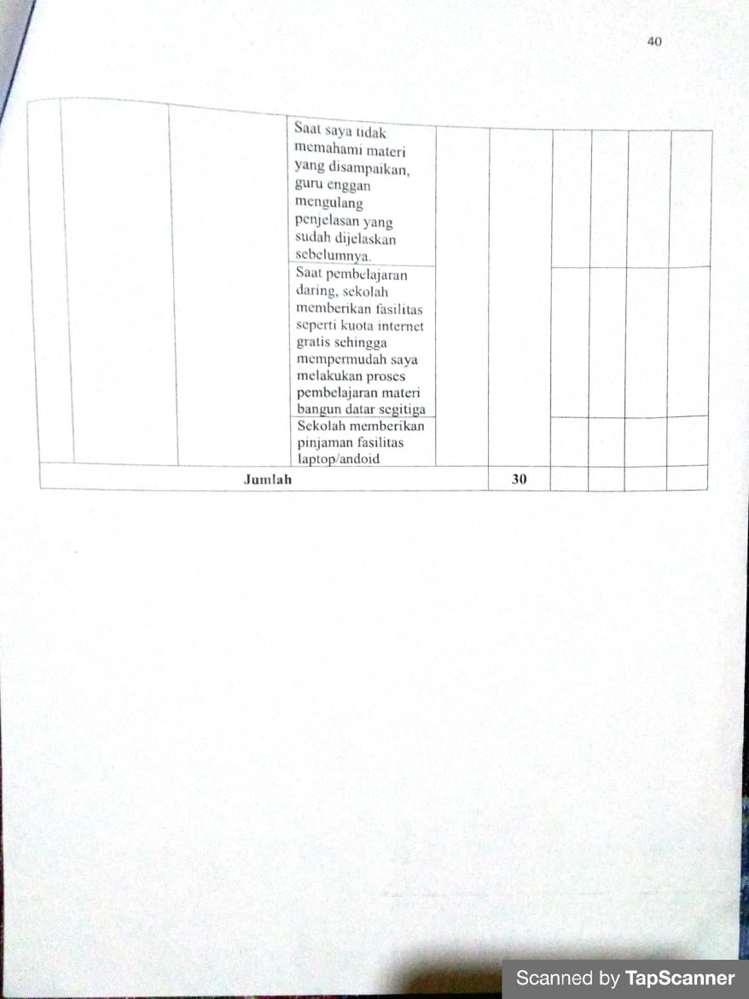 40
Saat saya tidak
memahami materi
yang disampaikan,
guru enggan
mengulang
penjelasan yang
sudah dijelaskan
sebelumnya.
Saat pembelajaran
daring, sekolah
memberikan fasilitas
seperti kuota internet
gratis sehingga
mempermudah saya
melakukan proses
pembelajaran materi
bangun datar segitiga
Sekolah memberikan
pinjaman fasilitas
laptop/andoid
Jumlah 30
Scanned by TapScanner